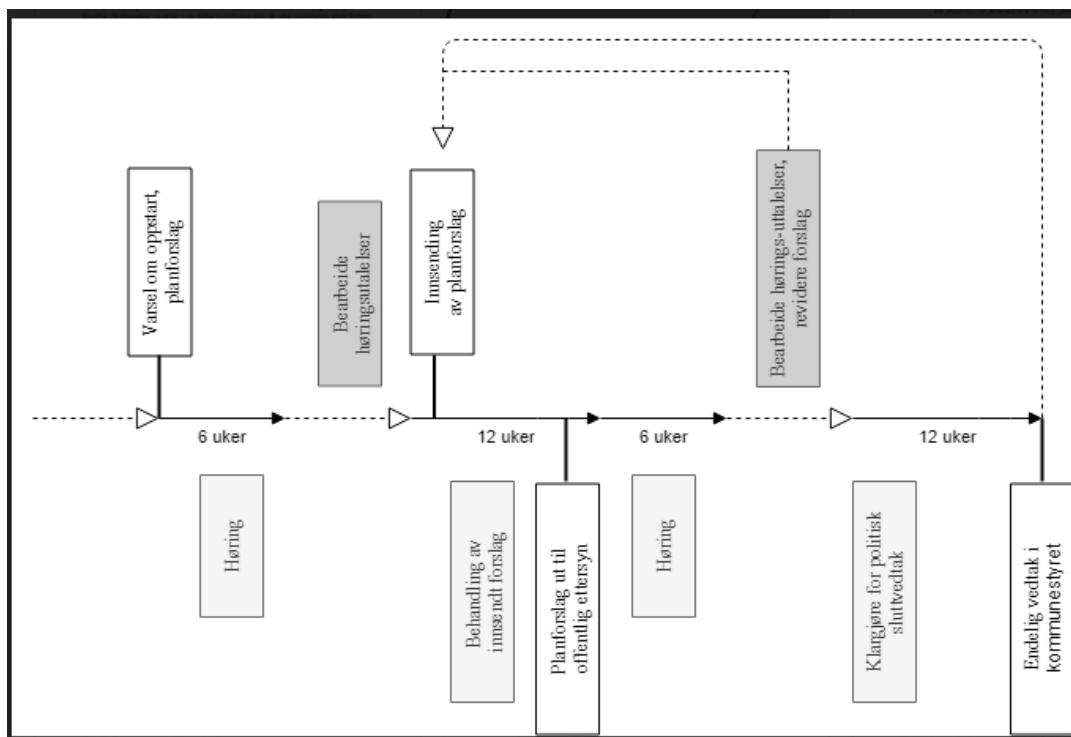 Varsel om oppstart,
planforslag
Bearbeide
høringsutalelser
Innsending
av planforslag
Bearbeide hørings-uttalelser,
revidere forslag
6 uker
12 uker
6 uker
12 uker
Høring
Behandling av
innsendt forslag
Planforslag ut til
offentlig ettersyn
Høring
Klargjøre for politisk
sluttvedtak
Endelig vedtak i
kommunestyret